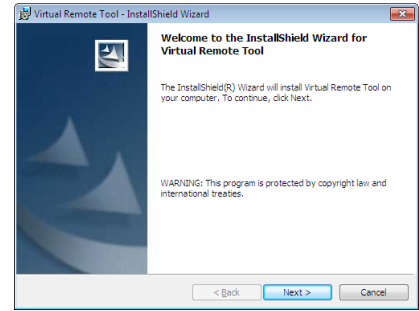 Virtual Remote Tool - InstallShield Wizard
Welcome to the InstallShield Wizard for
Virtual Remote Tool
The InstallShield(R) Wizard will install Virtual Remote Tool on
your computer. To continue, click Next.
WARNING: This program is protected by copyright law and
international treaties.
< Back Next > Cancel